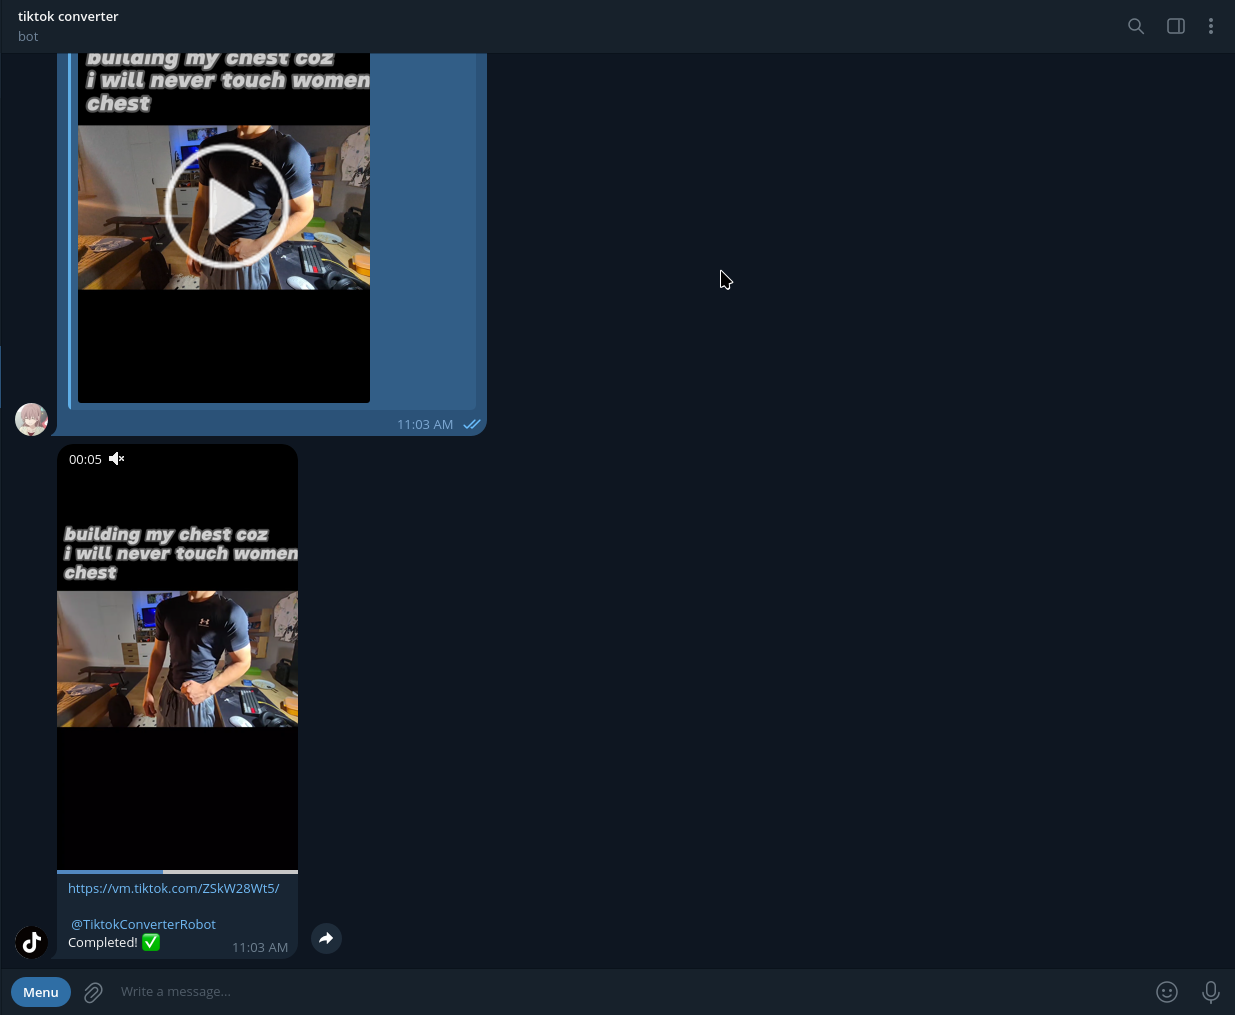 tiktok converter
bot
building my chest coz
i will never touch women
chest
11:03 AM
00:05
building my chest coz
i will never touch women
chest
https://vm.tiktok.com/ZSkW28Wt5/
@TiktokConverterRobot
Completed! ✅
11:03 AM
Menu
Write a message...